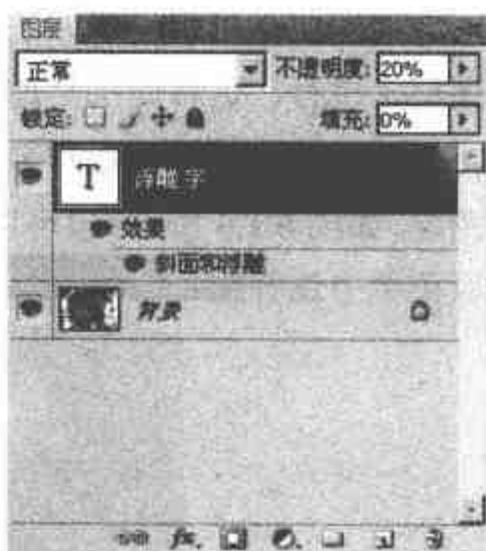 图层
正常 不透明度: 20%
锁定: 填充: 0%
T 浮雕字
效果
斜面和浮雕
背景
fx.